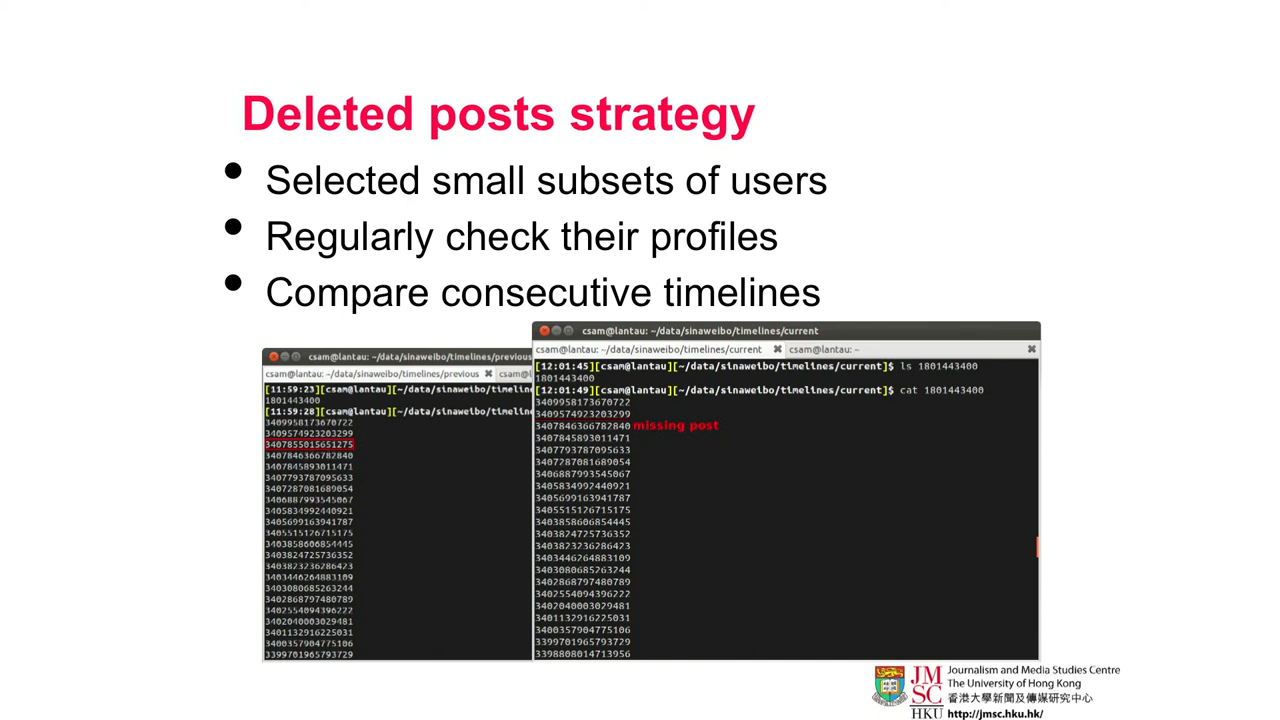 Deleted posts strategy
• Selected small subsets of users
• Regularly check their profiles
• Compare consecutive timelines
csam@lantau: ~/data/sinaweibo/timelines/previous
csam@lantau: ~/data/sinaweibo/timelines/previous csam@l
[11:59:23][csam@lantau][~/data/sinaweibo/timelin
1801443400
[11:59:28][csam@lantau][~/data/sinaweibo/timelin
3409958173670722
3409574923203299
3407855015651275
3407846366782840
3407845893011471
3407793787095633
3407287081689054
3406887993545067
3405834992440921
3405699163941787
3405515126715175
3403858606854445
3403824725736352
3403823236286423
3403446264883109
3403080685263244
3402868797480789
3402554094396222
3402040003029481
3401132916225031
3400357904775106
3399701965793729
csam@lantau: ~/data/sinaweibo/timelines/current
csam@lantau: ~/data/sinaweibo/timelines/current csam@lantau: ~
[12:01:45][csam@lantau][~/data/sinaweibo/timelines/current]$ ls 1801443400
1801443400
[12:01:49][csam@lantau][~/data/sinaweibo/timelines/current]$ cat 1801443400
3409958173670722
3409574923203299
3407846366782840 missing post
3407845893011471
3407793787095633
3407287081689054
3406887993545067
3405834992440921
3405699163941787
3405515126715175
3403858606854445
3403824725736352
3403823236286423
3403446264883109
3403080685263244
3402868797480789
3402554094396222
3402040003029481
3401132916225031
3400357904775106
3399701965793729
3398808014713956
JM
SC
HKU
Journalism and Media Studies Centre
The University of Hong Kong
香港大學新聞及傳媒研究中心
http://jmsc.hku.hk/